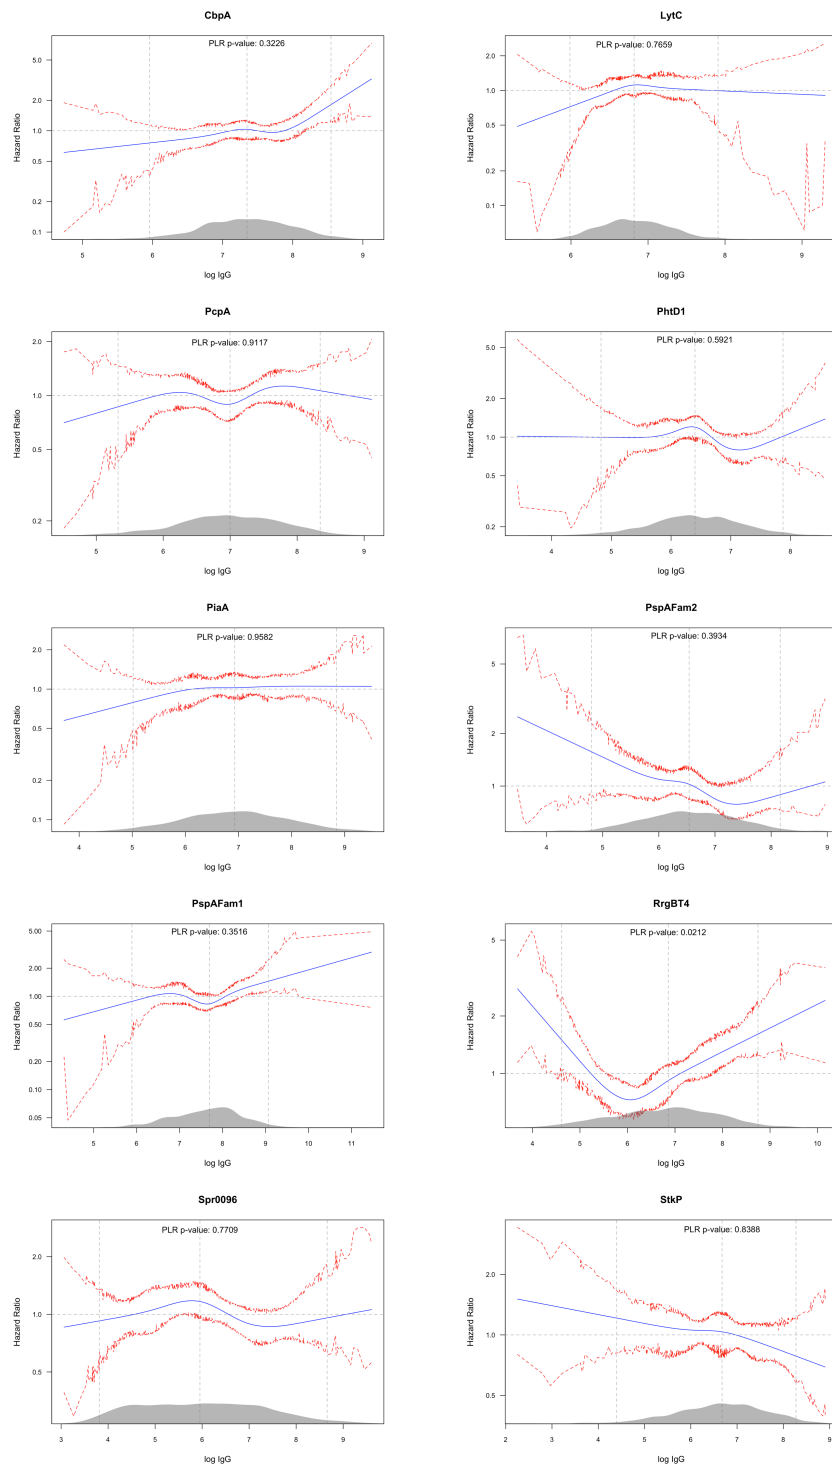 CbpA
PLR p-value: 0.3226
5.0
2.0
1.0
0.5
0.2
0.1
Hazard Ratio
5 6 7 8 9
log IgG
LytC
PLR p-value: 0.7659
2.0
1.0
0.5
0.2
0.1
Hazard Ratio
6 7 8 9
log IgG
PcpA
PLR p-value: 0.9117
2.0
1.0
0.5
0.2
Hazard Ratio
5 6 7 8 9
log IgG
PhtD1
PLR p-value: 0.5921
5.0
2.0
1.0
0.5
0.2
Hazard Ratio
4 5 6 7 8
log IgG
PiaA
PLR p-value: 0.9582
2.0
1.0
0.5
0.2
0.1
Hazard Ratio
4 5 6 7 8 9
log IgG
PspAFam2
PLR p-value: 0.3934
5
2
1
Hazard Ratio
4 5 6 7 8 9
log IgG
PspAFam1
PLR p-value: 0.3516
5.00
2.00
1.00
0.50
0.20
0.10
0.05
Hazard Ratio
5 6 7 8 9 10 11
log IgG
RrgBT4
PLR p-value: 0.0212
5
2
1
Hazard Ratio
4 5 6 7 8 9 10
log IgG
Spr0096
PLR p-value: 0.7709
2.0
1.0
0.5
Hazard Ratio
3 4 5 6 7 8 9
log IgG
StkP
PLR p-value: 0.8388
2.0
1.0
0.5
Hazard Ratio
2 3 4 5 6 7 8 9
log IgG